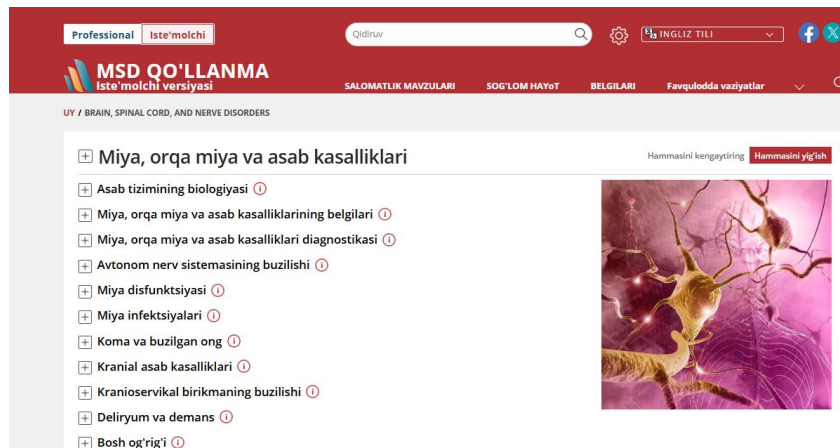 Professional Iste'molchi Qidiruv INGLIZ TILI
MSD QO'LLANMA
Iste'molchi versiyasi SALOMATLIK MAVZULARI SOG'LOM HAYoT BELGILARI Favqulodda vaziyatlar
UY / BRAIN, SPINAL CORD, AND NERVE DISORDERS
Miya, orqa miya va asab kasalliklari Hammasini kengaytiring Hammasini yig'ish
Asab tizimining biologiyasi
Miya, orqa miya va asab kasalliklarining belgilari
Miya, orqa miya va asab kasalliklari diagnostikasi
Avtonom nerv sistemasining buzilishi
Miya disfunktsiyasi
Miya infektsiyalari
Koma va buzilgan ong
Kranial asab kasalliklari
Kranioservikal birikmaning buzilishi
Deliryum va demans
Bosh og'rig'i